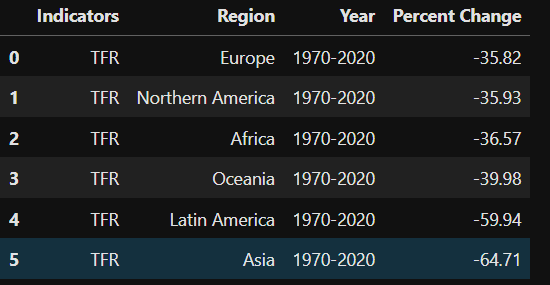 Indicators Region Year Percent Change
0 TFR Europe 1970-2020 -35.82
1 TFR Northern America 1970-2020 -35.93
2 TFR Africa 1970-2020 -36.57
3 TFR Oceania 1970-2020 -39.98
4 TFR Latin America 1970-2020 -59.94
5 TFR Asia 1970-2020 -64.71